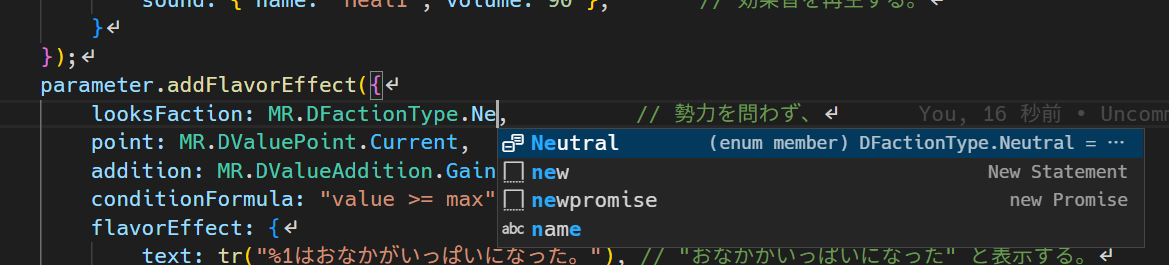 sound: { name: "Heal1", volume: 90 }, // 効果音を再生する。↵
}↵
});↵
parameter.addFlavorEffect({↵
looksFaction: MR.DFactionType.Ne, // 勢力を問わず、↵ You, 16 秒前 • Uncomm
point: MR.DValuePoint.Current,
Neutral (enum member) DFactionType.Neutral = …
addition: MR.DValueAddition.Gain
new New Statement
conditionFormula: "value >= max"
newpromise new Promise
flavorEffect: {↵
name
text: tr("%1はおなかがいっぱいになった。"), // "おなかがいっぱいになった" と表示する。↵